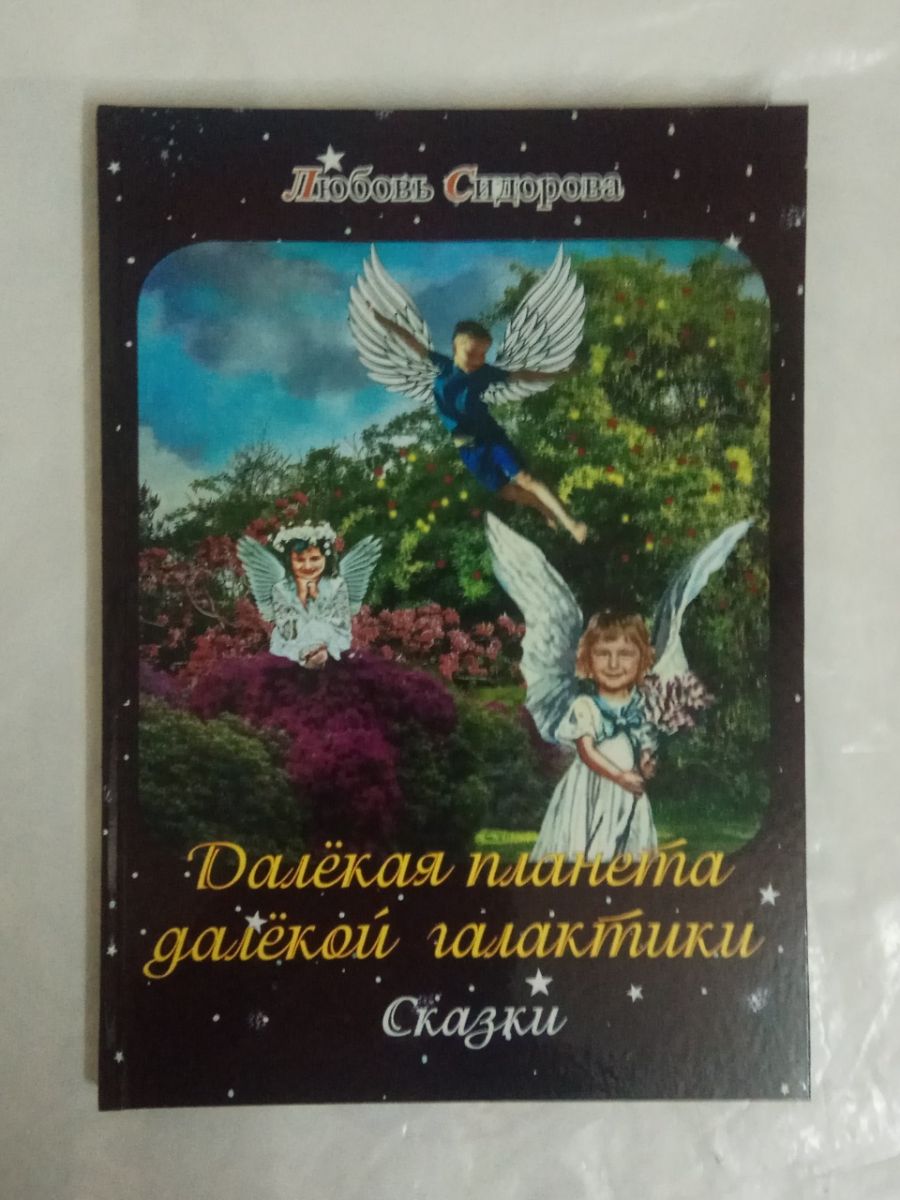 Любовь Сидорова
Далёкая планета
далёкой галактики
Сказки